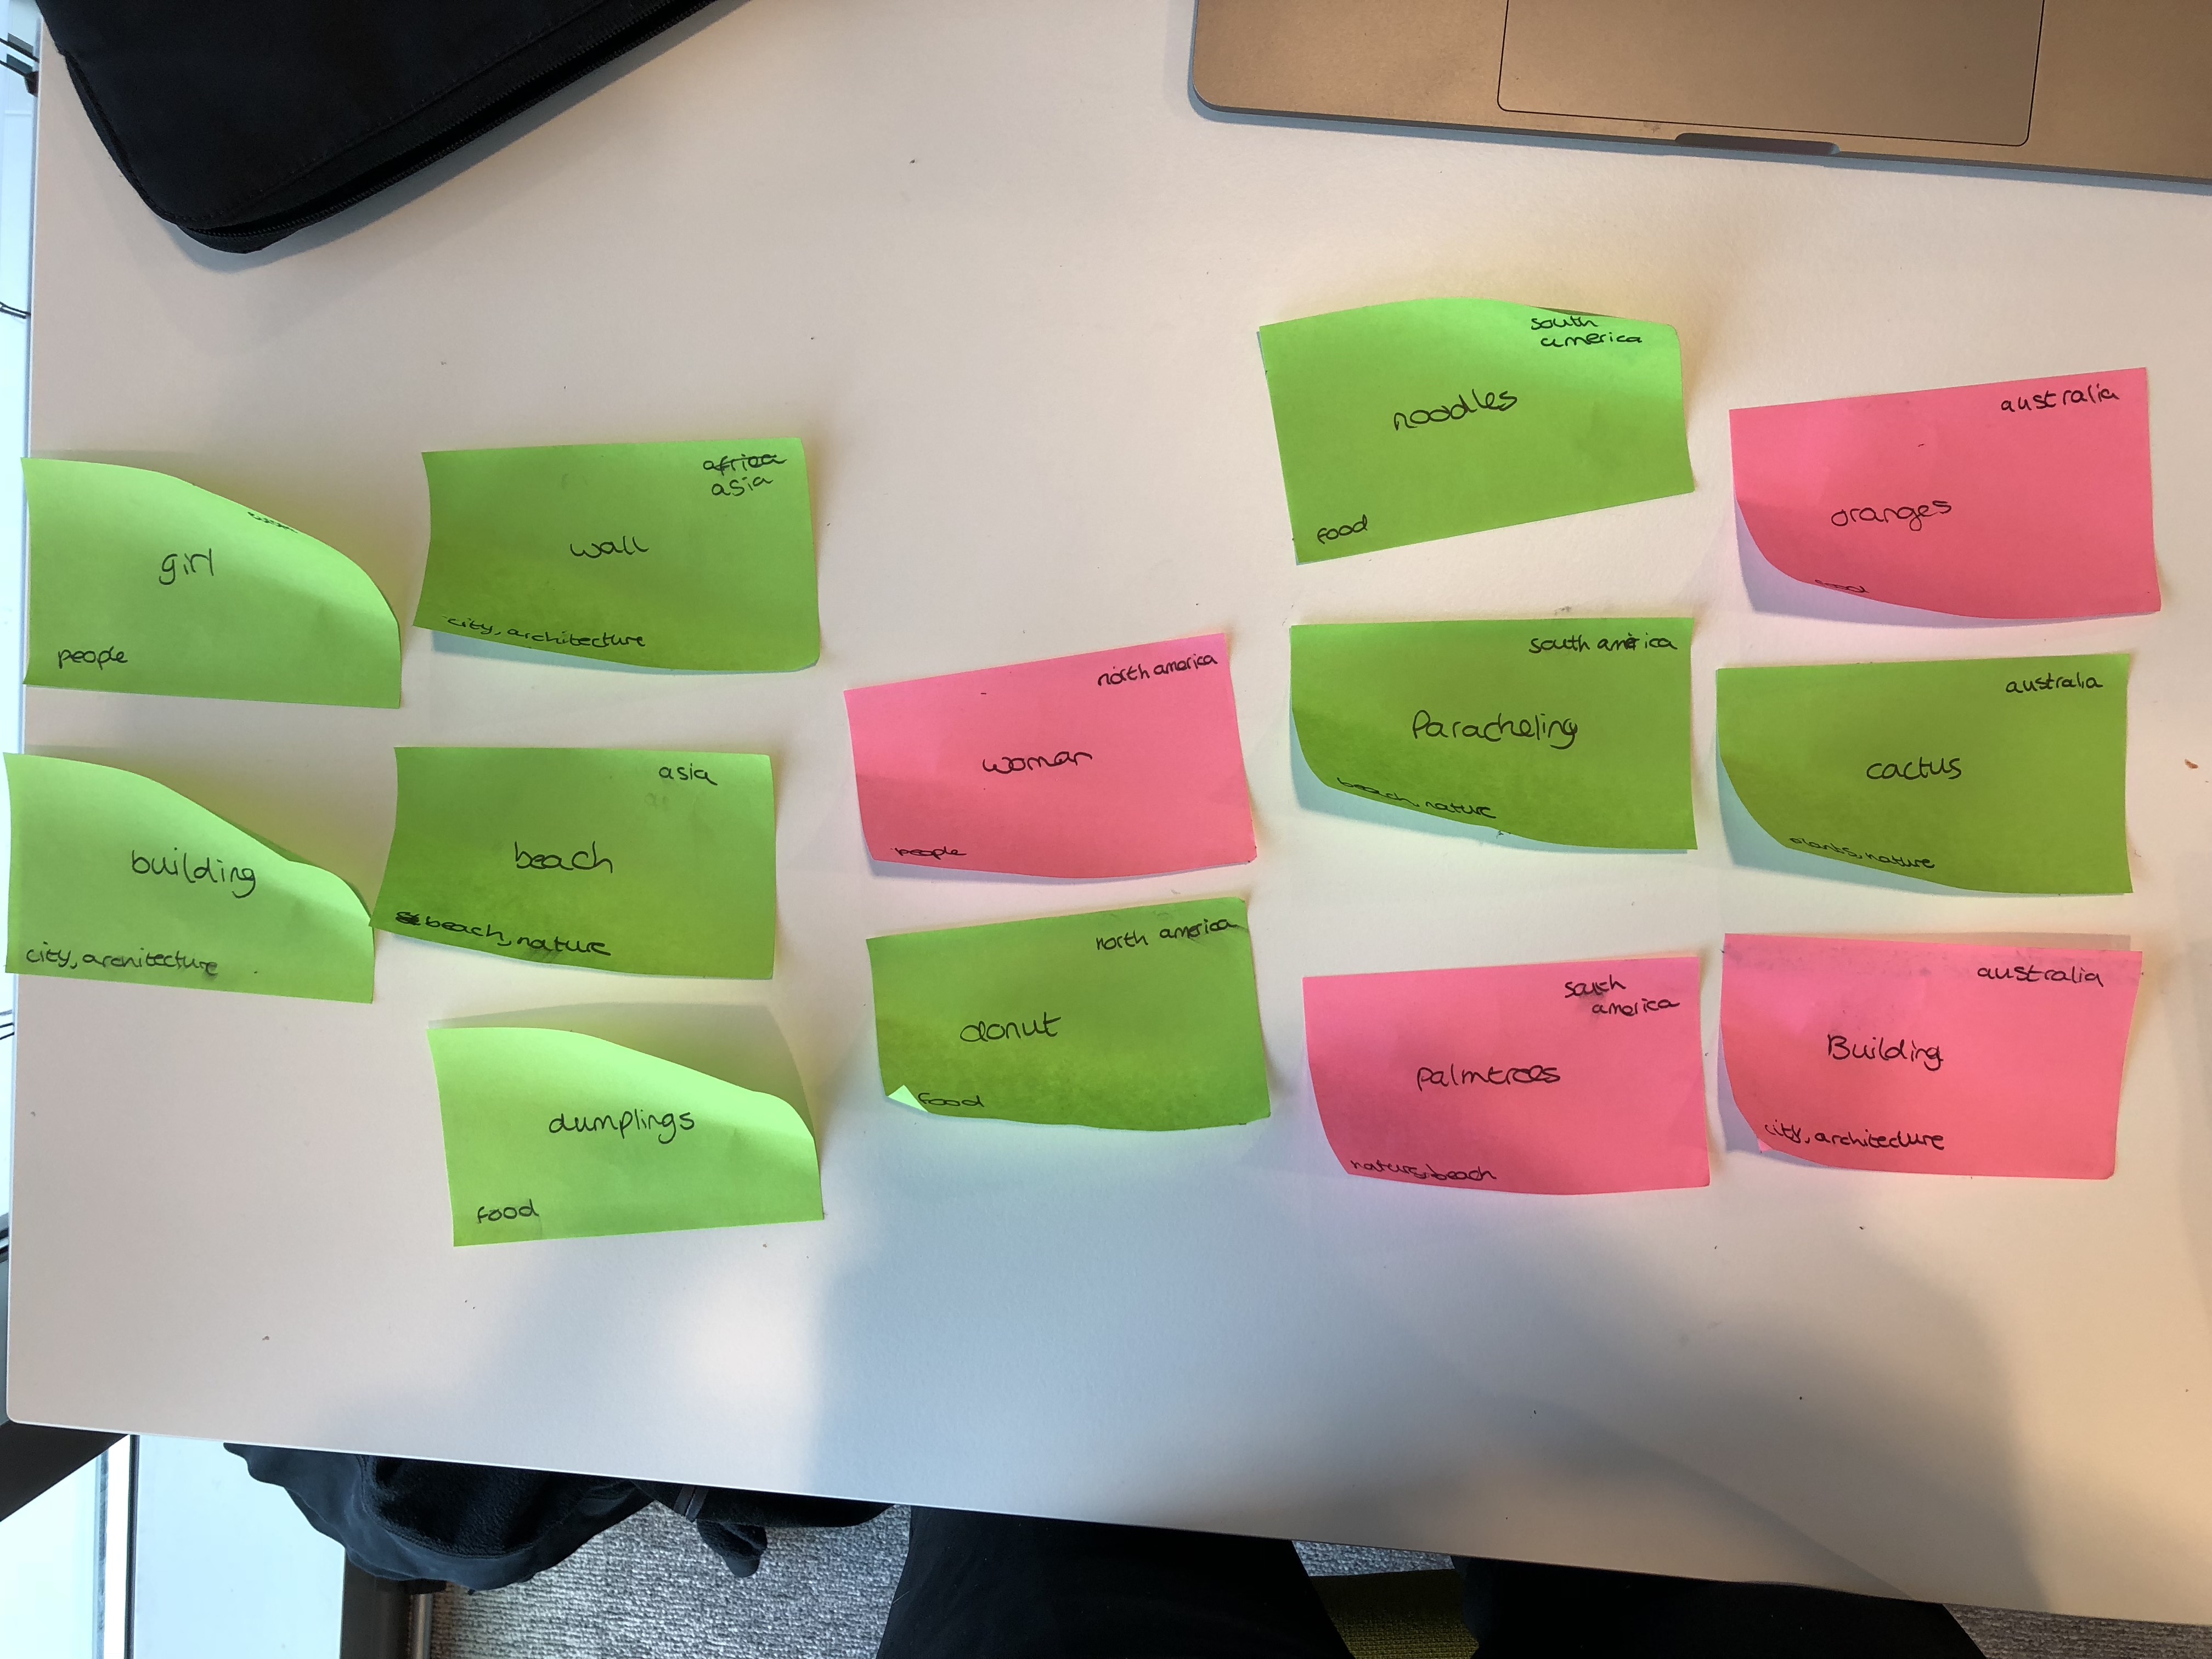 girl
people
building
city, architecture
africa
asia
wall
city, architecture
asia
beach
beach, nature
dumplings
food
north america
woman
people
north america
donut
food
south
america
noodles
food
south america
Paracheling
beach, nature
south
america
palmtrees
nature, beach
australia
oranges
food
australia
cactus
plants, nature
australia
Building
city, architecture